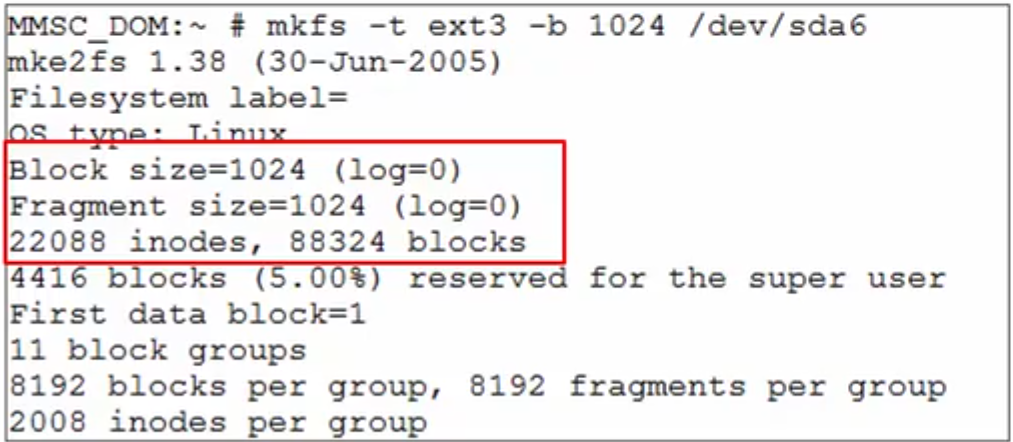 MMSC_DOM:~ # mkfs -t ext3 -b 1024 /dev/sda6
mke2fs 1.38 (30-Jun-2005)
Filesystem label=
OS type: Linux
Block size=1024 (log=0)
Fragment size=1024 (log=0)
22088 inodes, 88324 blocks
4416 blocks (5.00%) reserved for the super user
First data block=1
11 block groups
8192 blocks per group, 8192 fragments per group
2008 inodes per group